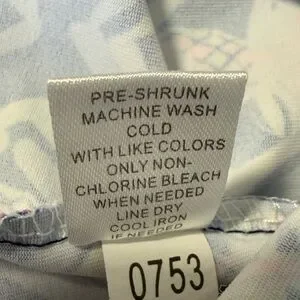 PRE-SHRUNK
MACHINE WASH
COLD
WITH LIKE COLORS
ONLY NON-
CHLORINE BLEACH
WHEN NEEDED
LINE DRY
COOL IRON
IF NEEDED
0753